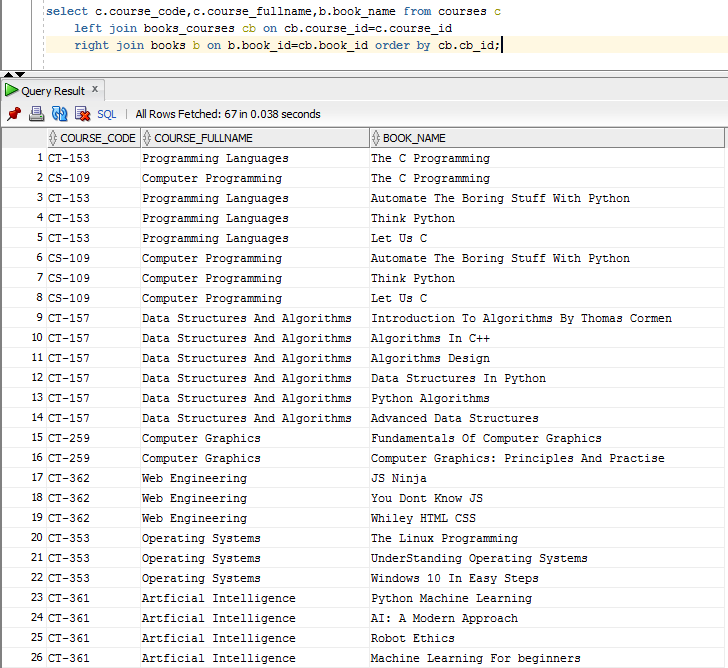 select c.course_code,c.course_fullname,b.book_name from courses c
left join books_courses cb on cb.course_id=c.course_id
right join books b on b.book_id=cb.book_id order by cb.cb_id;
Query Result x
SQL | All Rows Fetched: 67 in 0.038 seconds
COURSE_CODE COURSE_FULLNAME BOOK_NAME
1 CT-153 Programming Languages The C Programming
2 CS-109 Computer Programming The C Programming
3 CT-153 Programming Languages Automate The Boring Stuff With Python
4 CT-153 Programming Languages Think Python
5 CT-153 Programming Languages Let Us C
6 CS-109 Computer Programming Automate The Boring Stuff With Python
7 CS-109 Computer Programming Think Python
8 CS-109 Computer Programming Let Us C
9 CT-157 Data Structures And Algorithms Introduction To Algorithms By Thomas Cormen
10 CT-157 Data Structures And Algorithms Algorithms In C++
11 CT-157 Data Structures And Algorithms Algorithms Design
12 CT-157 Data Structures And Algorithms Data Structures In Python
13 CT-157 Data Structures And Algorithms Python Algorithms
14 CT-157 Data Structures And Algorithms Advanced Data Structures
15 CT-259 Computer Graphics Fundamentals Of Computer Graphics
16 CT-259 Computer Graphics Computer Graphics: Principles And Practise
17 CT-362 Web Engineering JS Ninja
18 CT-362 Web Engineering You Dont Know JS
19 CT-362 Web Engineering Whiley HTML CSS
20 CT-353 Operating Systems The Linux Programming
21 CT-353 Operating Systems UnderStanding Operating Systems
22 CT-353 Operating Systems Windows 10 In Easy Steps
23 CT-361 Artficial Intelligence Python Machine Learning
24 CT-361 Artficial Intelligence AI: A Modern Approach
25 CT-361 Artficial Intelligence Robot Ethics
26 CT-361 Artficial Intelligence Machine Learning For beginners